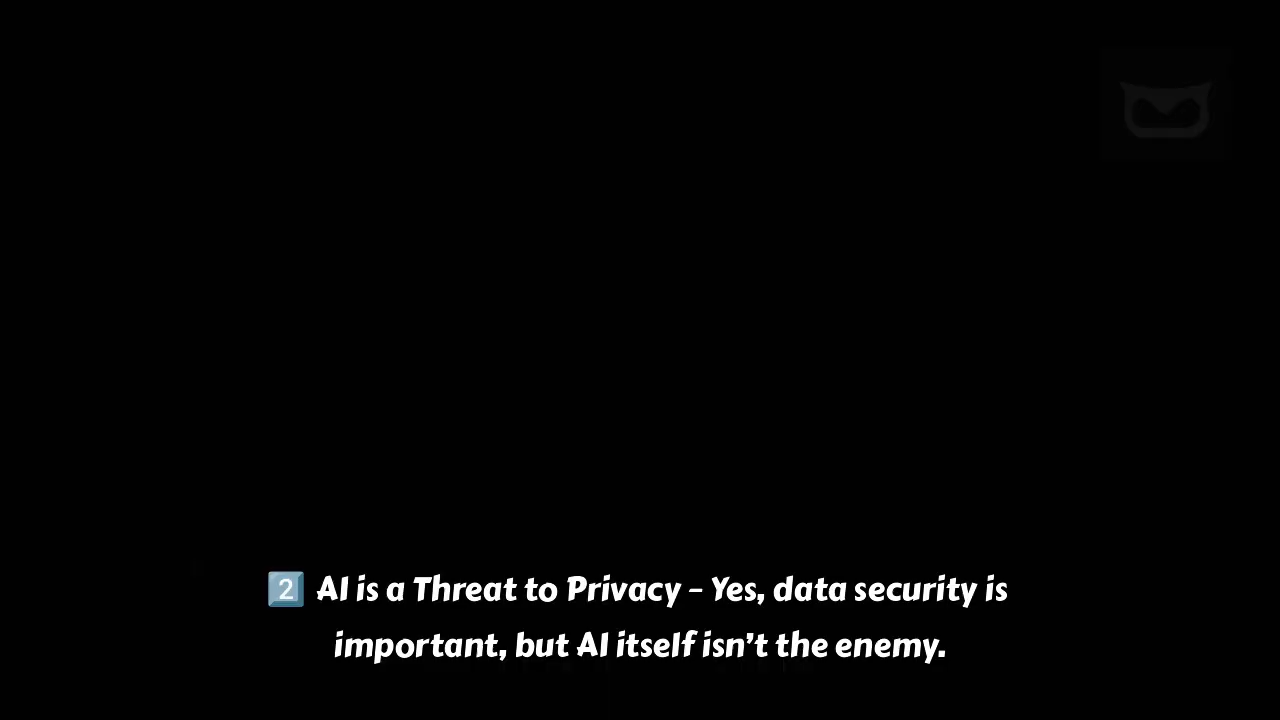 2️⃣ AI is a Threat to Privacy – Yes, data security is
important, but AI itself isn’t the enemy.